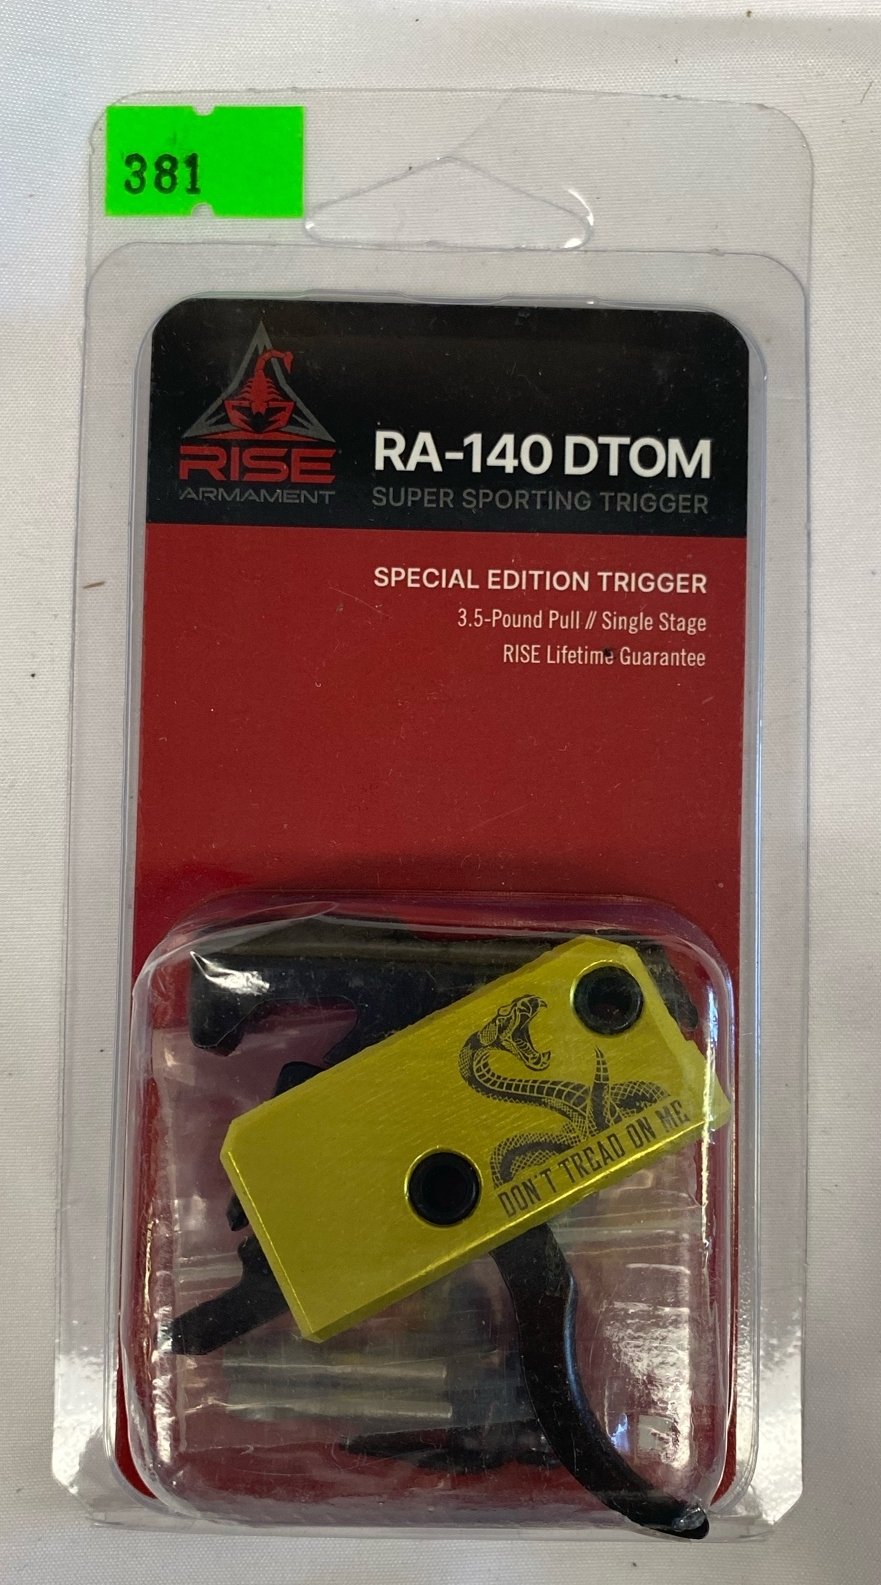 381
RISE
ARMAMENT
RA-140 DTOM
SUPER SPORTING TRIGGER
SPECIAL EDITION TRIGGER
3.5-Pound Pull // Single Stage
RISE Lifetime Guarantee
DON'T TREAD ON ME